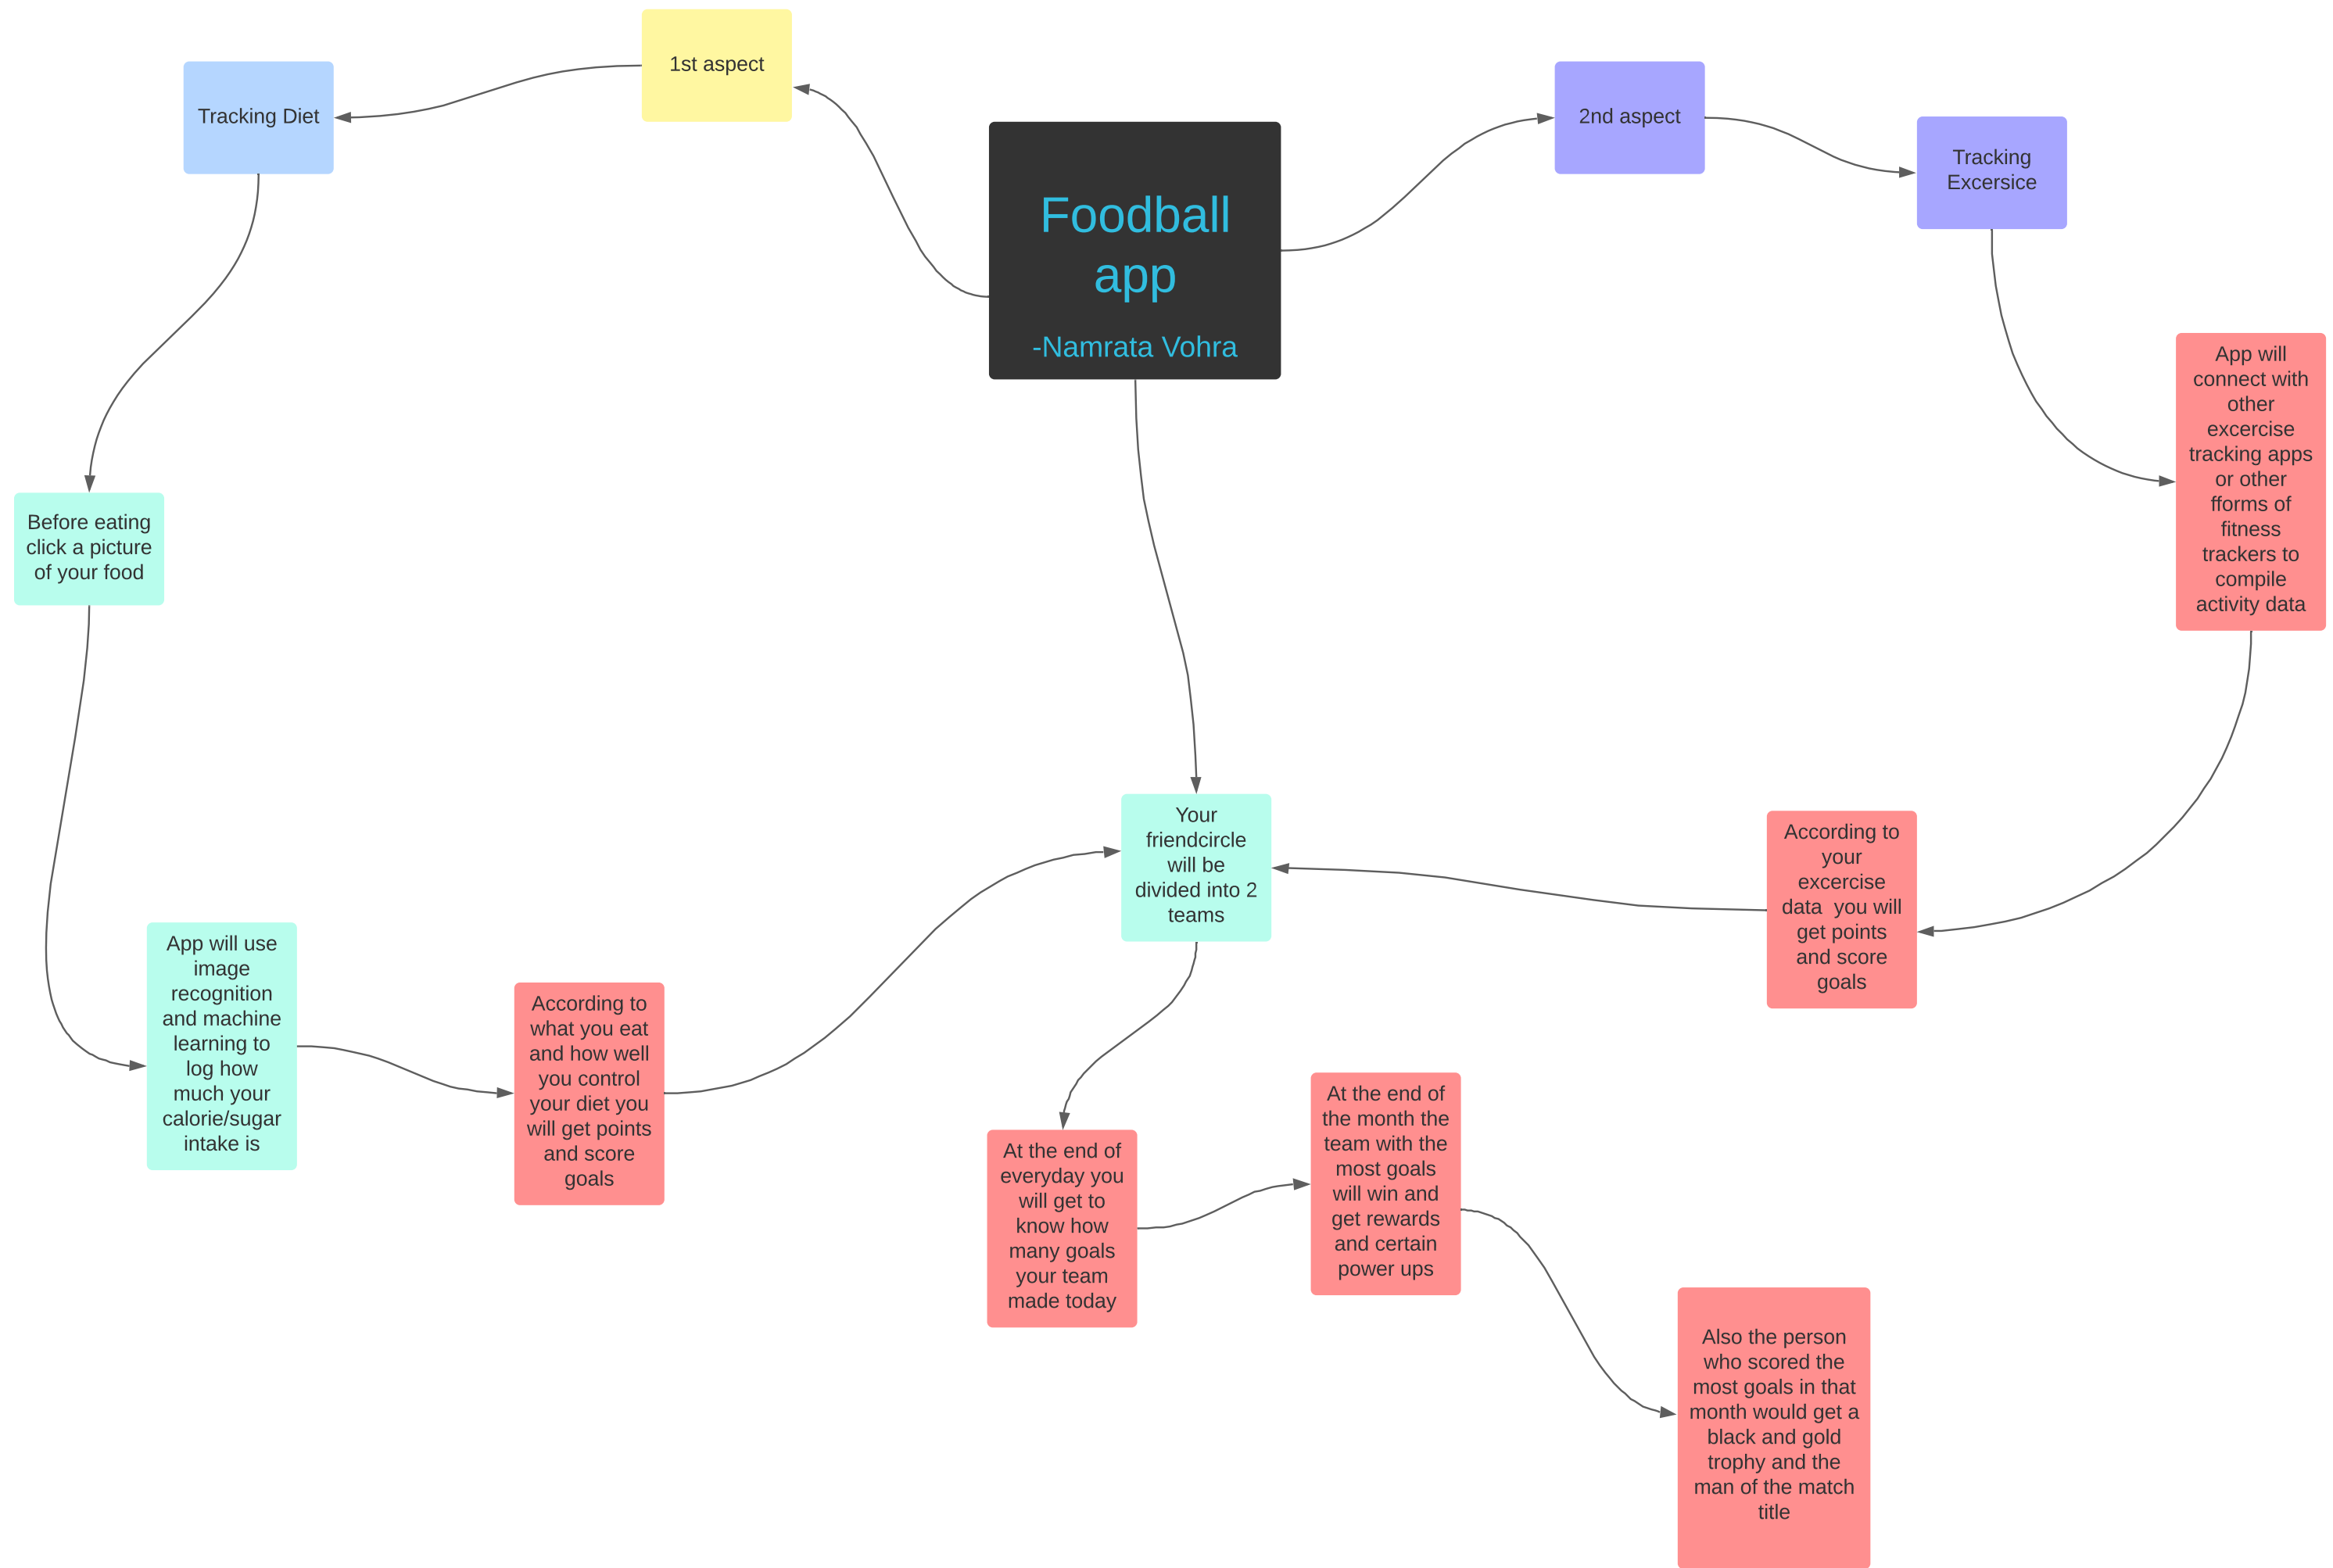 1st aspect
Tracking Diet
2nd aspect
Tracking
Excersice
Foodball
app
-Namrata Vohra
App will
connect with
other
excercise
tracking apps
or other
fforms of
fitness
trackers to
compile
activity data
Before eating
click a picture
of your food
Your
friendcircle
will be
divided into 2
teams
According to
your
excercise
data  you will
get points
and score
goals
App will use
image
recognition
and machine
learning to
log how
much your
calorie/sugar
intake is
According to
what you eat
and how well
you control
your diet you
will get points
and score
goals
At the end of
everyday you
will get to
know how
many goals
your team
made today
At the end of
the month the
team with the
most goals
will win and
get rewards
and certain
power ups
Also the person
who scored the
most goals in that
month would get a
black and gold
trophy and the
man of the match
title